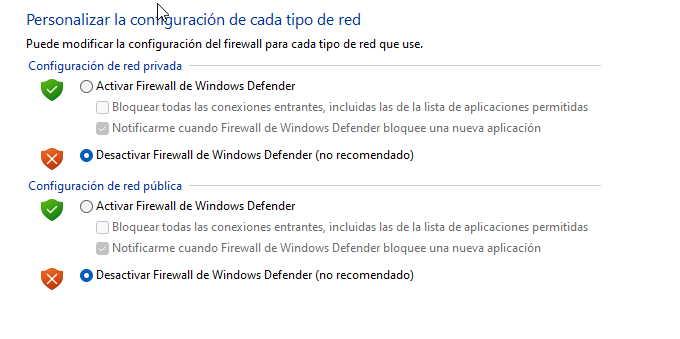 Personalizar la configuración de cada tipo de red
Puede modificar la configuración del firewall para cada tipo de red que use.
Configuración de red privada
Activar Firewall de Windows Defender
Bloquear todas las conexiones entrantes, incluidas las de la lista de aplicaciones permitidas
Notificarme cuando Firewall de Windows Defender bloquee una nueva aplicación
Desactivar Firewall de Windows Defender (no recomendado)
Configuración de red pública
Activar Firewall de Windows Defender
Bloquear todas las conexiones entrantes, incluidas las de la lista de aplicaciones permitidas
Notificarme cuando Firewall de Windows Defender bloquee una nueva aplicación
Desactivar Firewall de Windows Defender (no recomendado)